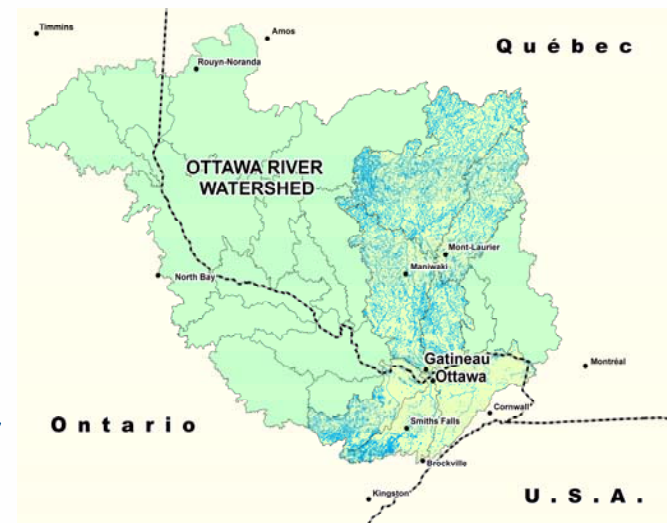 Timmins
Amos
Québec
Rouyn-Noranda
OTTAWA RIVER
WATERSHED
Mont-Laurier
Maniwaki
North Bay
Gatineau
Ottawa
Montréal
Ontario
Cornwall
Smiths Falls
Brockville
Kingston
U.S.A.